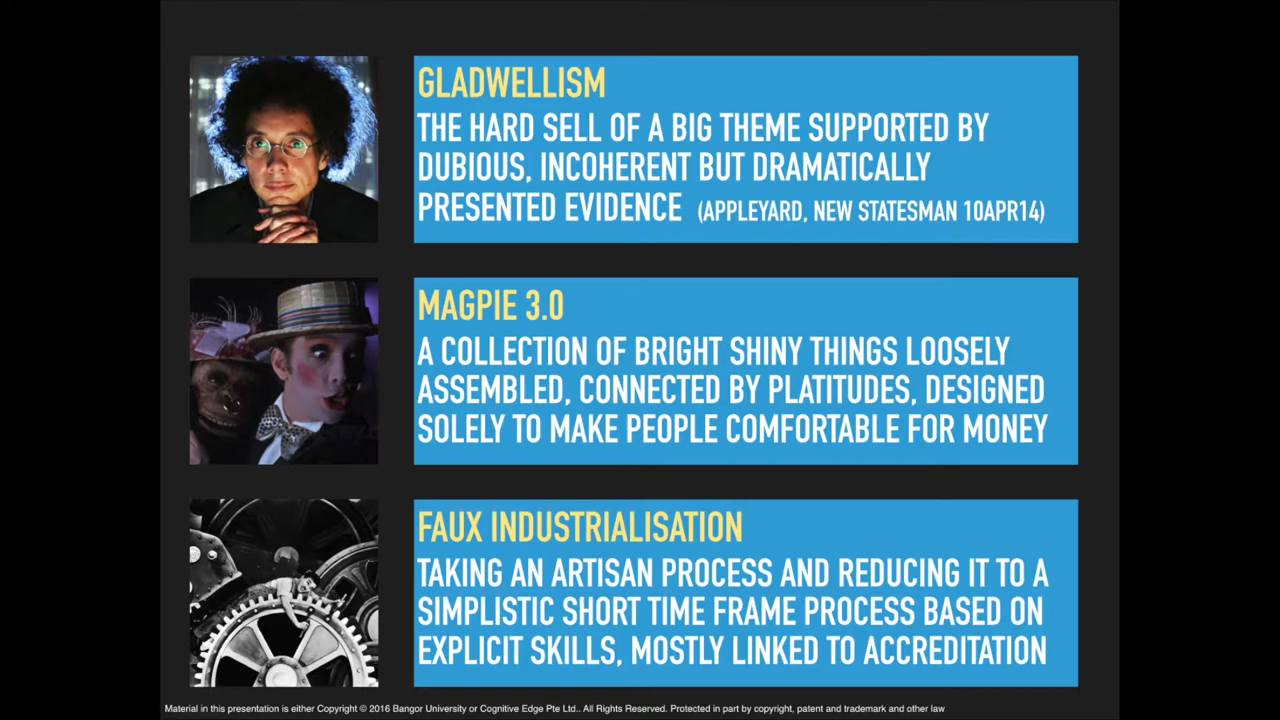 GLADWELLISM
THE HARD SELL OF A BIG THEME SUPPORTED BY
DUBIOUS, INCOHERENT BUT DRAMATICALLY
PRESENTED EVIDENCE (APPLEYARD, NEW STATESMAN 10APR14)
MAGPIE 3.0
A COLLECTION OF BRIGHT SHINY THINGS LOOSELY
ASSEMBLED, CONNECTED BY PLATITUDES, DESIGNED
SOLELY TO MAKE PEOPLE COMFORTABLE FOR MONEY
FAUX INDUSTRIALISATION
TAKING AN ARTISAN PROCESS AND REDUCING IT TO A
SIMPLISTIC SHORT TIME FRAME PROCESS BASED ON
EXPLICIT SKILLS, MOSTLY LINKED TO ACCREDITATION
Material in this presentation is either Copyright © 2016 Bangor University or Cognitive Edge Pte Ltd.. All Rights Reserved. Protected in part by copyright, patent and trademark and other law